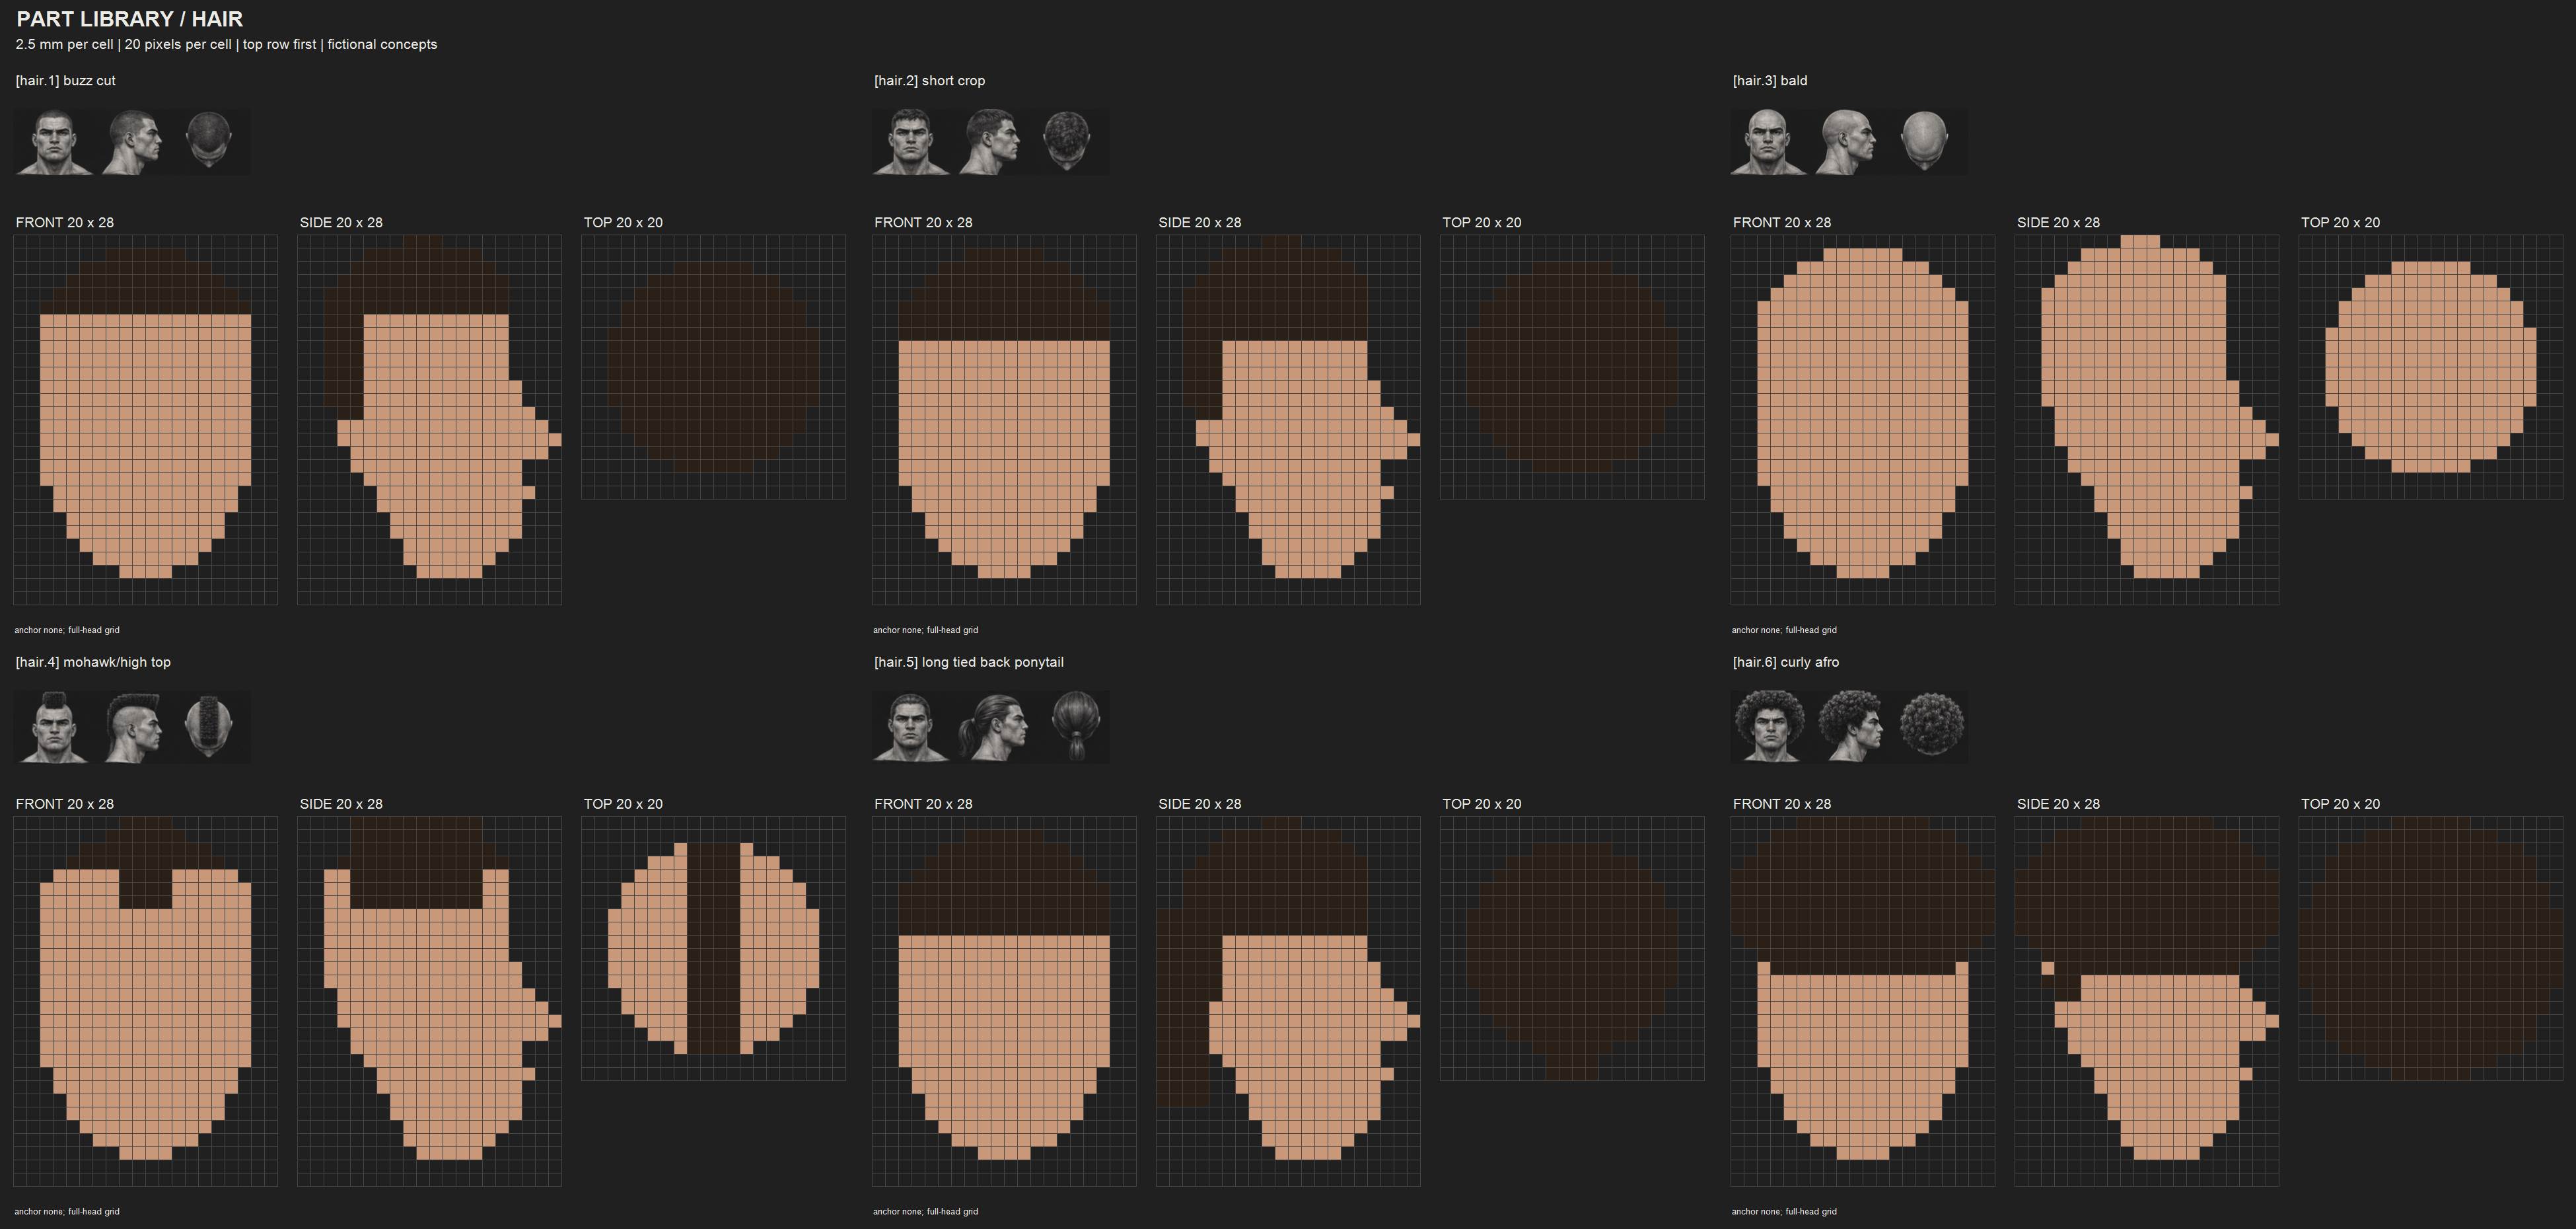 PART LIBRARY / HAIR
2.5 mm per cell | 20 pixels per cell | top row first | fictional concepts
[hair.1] buzz cut
[hair.2] short crop
[hair.3] bald
FRONT 20 x 28
SIDE 20 x 28
TOP 20 x 20
FRONT 20 x 28
SIDE 20 x 28
TOP 20 x 20
FRONT 20 x 28
SIDE 20 x 28
TOP 20 x 20
anchor none; full-head grid
anchor none; full-head grid
anchor none; full-head grid
[hair.4] mohawk/high top
[hair.5] long tied back ponytail
[hair.6] curly afro
FRONT 20 x 28
SIDE 20 x 28
TOP 20 x 20
FRONT 20 x 28
SIDE 20 x 28
TOP 20 x 20
FRONT 20 x 28
SIDE 20 x 28
TOP 20 x 20
anchor none; full-head grid
anchor none; full-head grid
anchor none; full-head grid